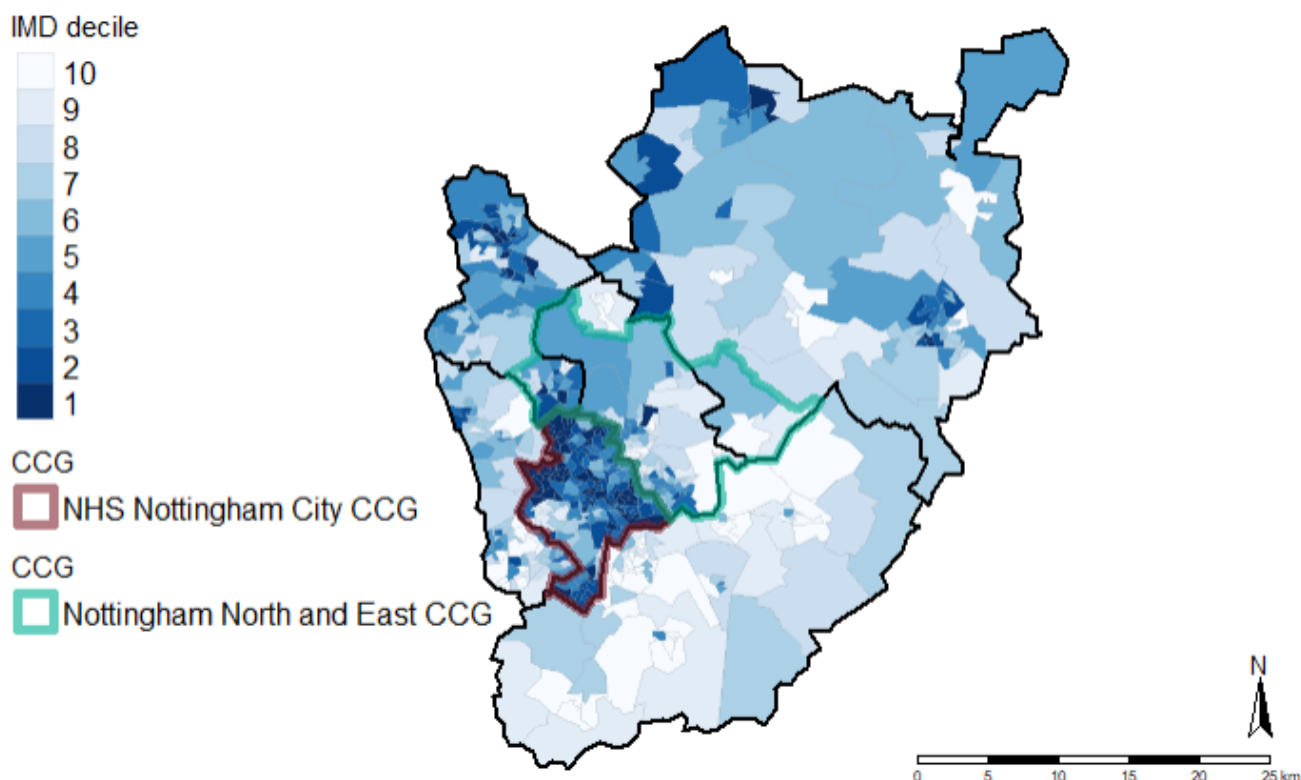 IMD decile
10
9
8
7
6
5
4
3
2
1
CCG
NHS Nottingham City CCG
CCG
Nottingham North and East CCG
N
0 5 10 15 20 25 km